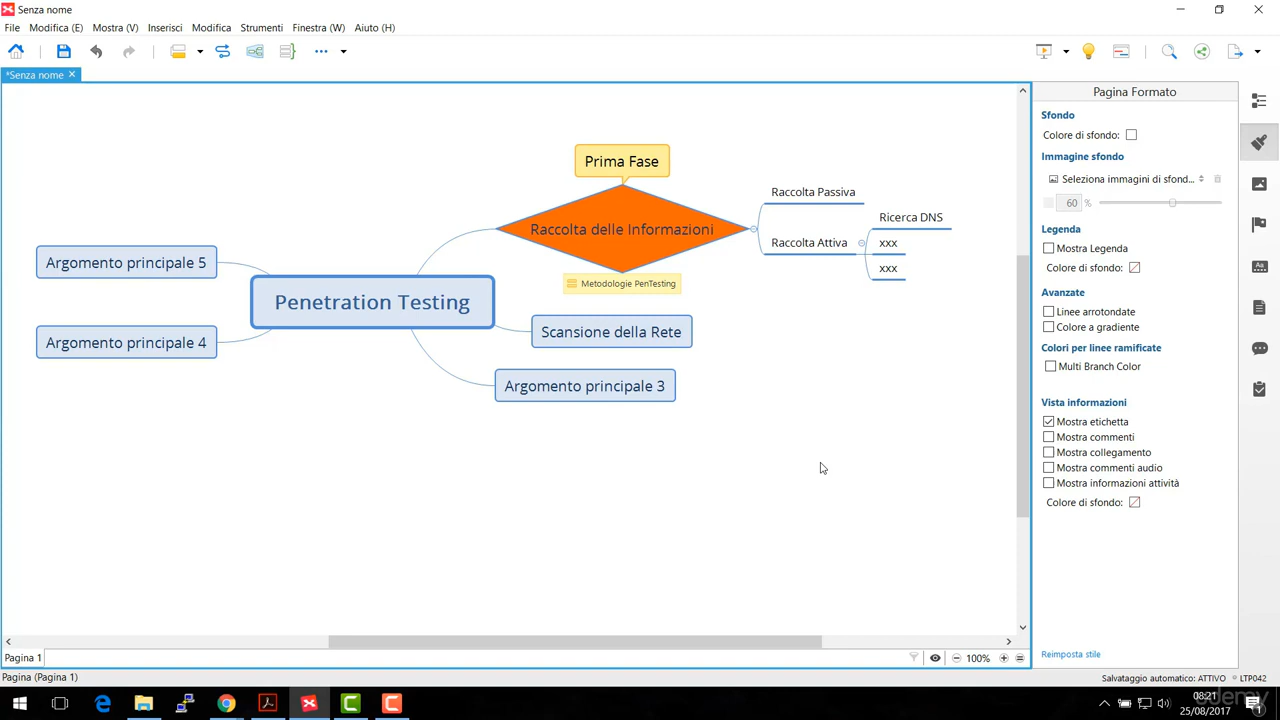 Senza nome
File Modifica (E) Mostra (V) Inserisci Modifica Strumenti Finestra (W) Aiuto (H)
*Senza nome
Pagina Formato
Sfondo
Colore di sfondo:
Immagine sfondo
Seleziona immagini di sfond...
60 %
Legenda
Mostra Legenda
Colore di sfondo:
Avanzate
Linee arrotondate
Colore a gradiente
Colori per linee ramificate
Multi Branch Color
Vista informazioni
Mostra etichetta
Mostra commenti
Mostra collegamento
Mostra commenti audio
Mostra informazioni attività
Colore di sfondo:
Reimposta stile
Prima Fase
Raccolta delle Informazioni
Metodologie PenTesting
Raccolta Passiva
Raccolta Attiva
Ricerca DNS
xxx
xxx
Argomento principale 5
Penetration Testing
Argomento principale 4
Scansione della Rete
Argomento principale 3
Pagina 1
100%
Pagina (Pagina 1)
Salvataggio automatico: ATTIVO
LTP042
08:21
25/08/2017
udemy